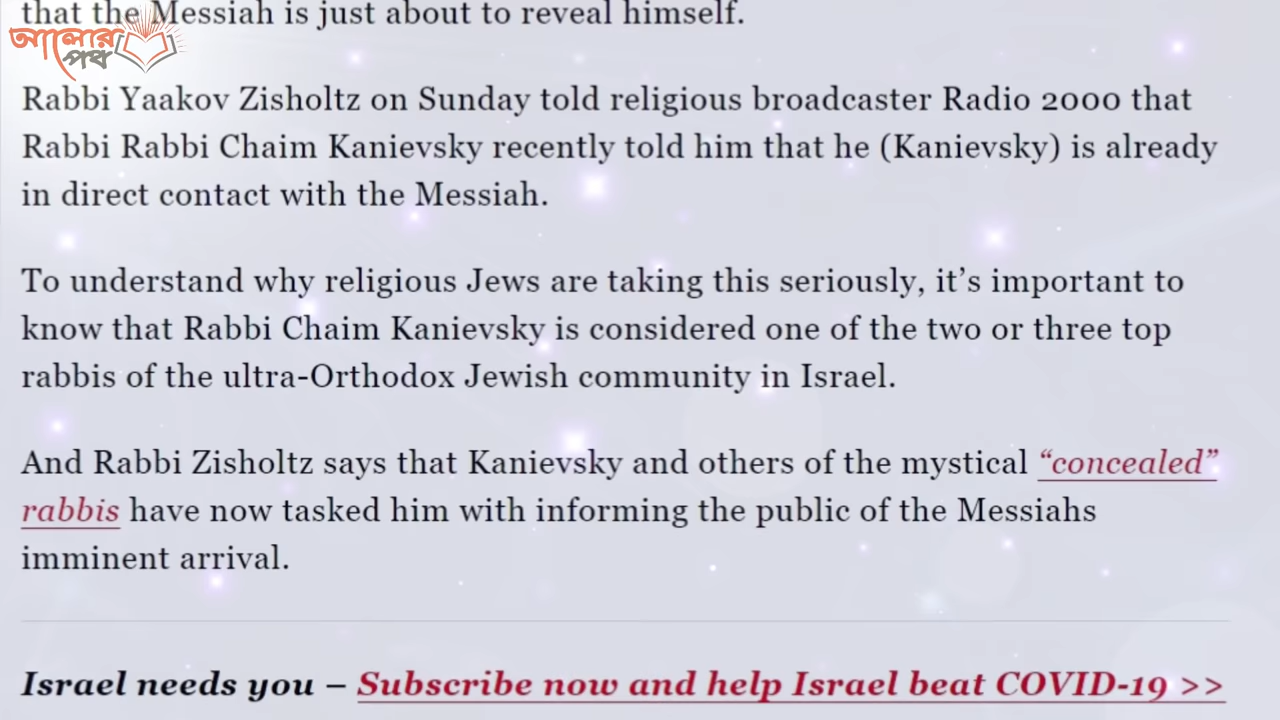 that the Messiah is just about to reveal himself.
আলোর
পথ
Rabbi Yaakov Zisholtz on Sunday told religious broadcaster Radio 2000 that
Rabbi Rabbi Chaim Kanievsky recently told him that he (Kanievsky) is already
in direct contact with the Messiah.
To understand why religious Jews are taking this seriously, it’s important to
know that Rabbi Chaim Kanievsky is considered one of the two or three top
rabbis of the ultra-Orthodox Jewish community in Israel.
And Rabbi Zisholtz says that Kanievsky and others of the mystical “concealed”
rabbis have now tasked him with informing the public of the Messiahs
imminent arrival.
Israel needs you – Subscribe now and help Israel beat COVID-19 >>